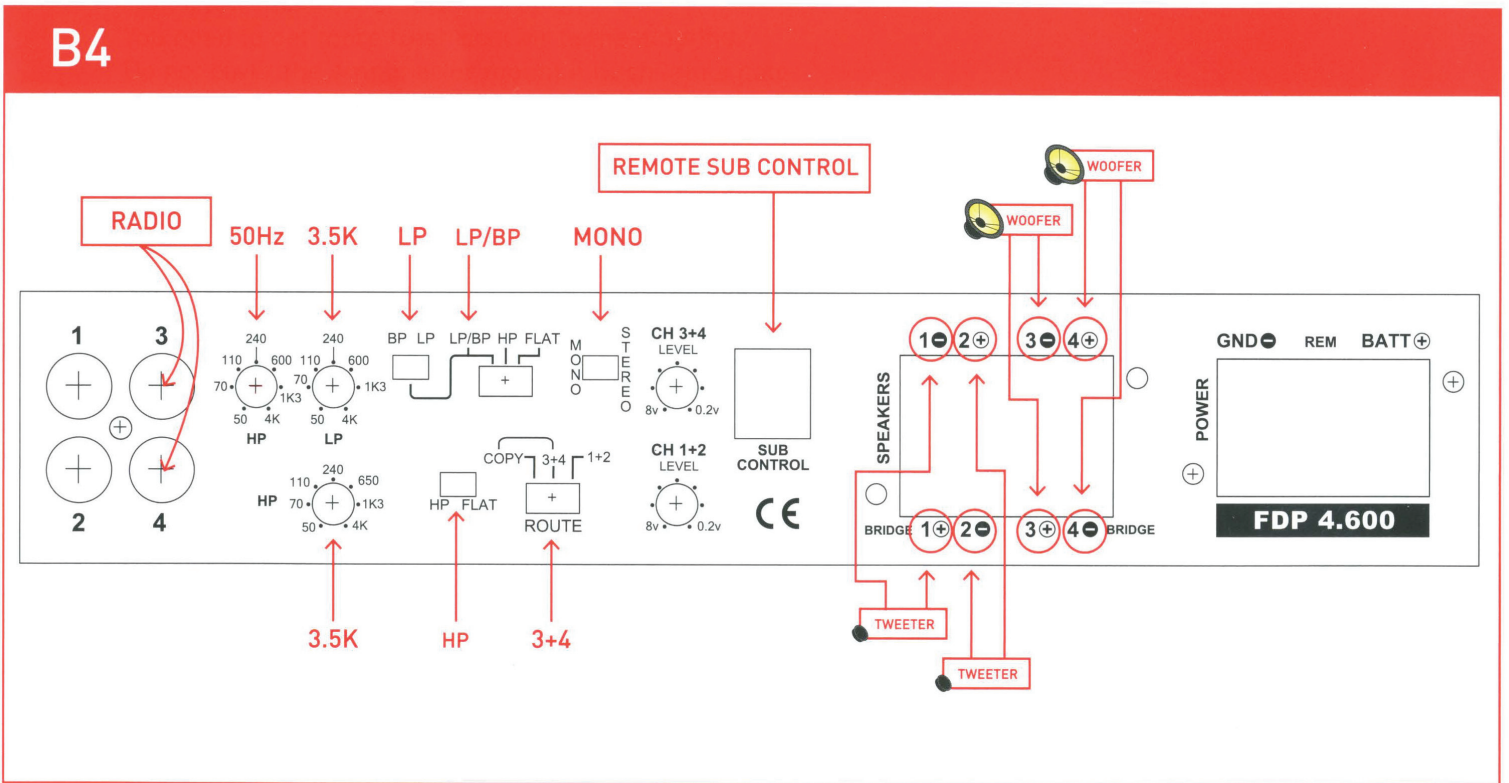 B4
REMOTE SUB CONTROL
WOOFER
WOOFER
RADIO
50Hz 3.5K LP LP/BP MONO
1 3
240 240
110 600 110 600
70 1K3 70 1K3
50 4K 50 4K
HP LP
BP LP LP/BP HP FLAT
MONO
STEREO
CH 3+4
LEVEL
8v 0.2v
SUB
CONTROL
SPEAKERS
1⊖ 2⊕ 3⊖ 4⊕
GND⊖ REM BATT⊕
POWER
2 4
HP
240
110 650
70 1K3
50 4K
COPY 3+4 1+2
HP FLAT
ROUTE
CH 1+2
LEVEL
8v 0.2v
CE
BRIDGE 1⊕ 2⊖ 3⊕ 4⊖ BRIDGE
FDP 4.600
3.5K HP 3+4
TWEETER
TWEETER